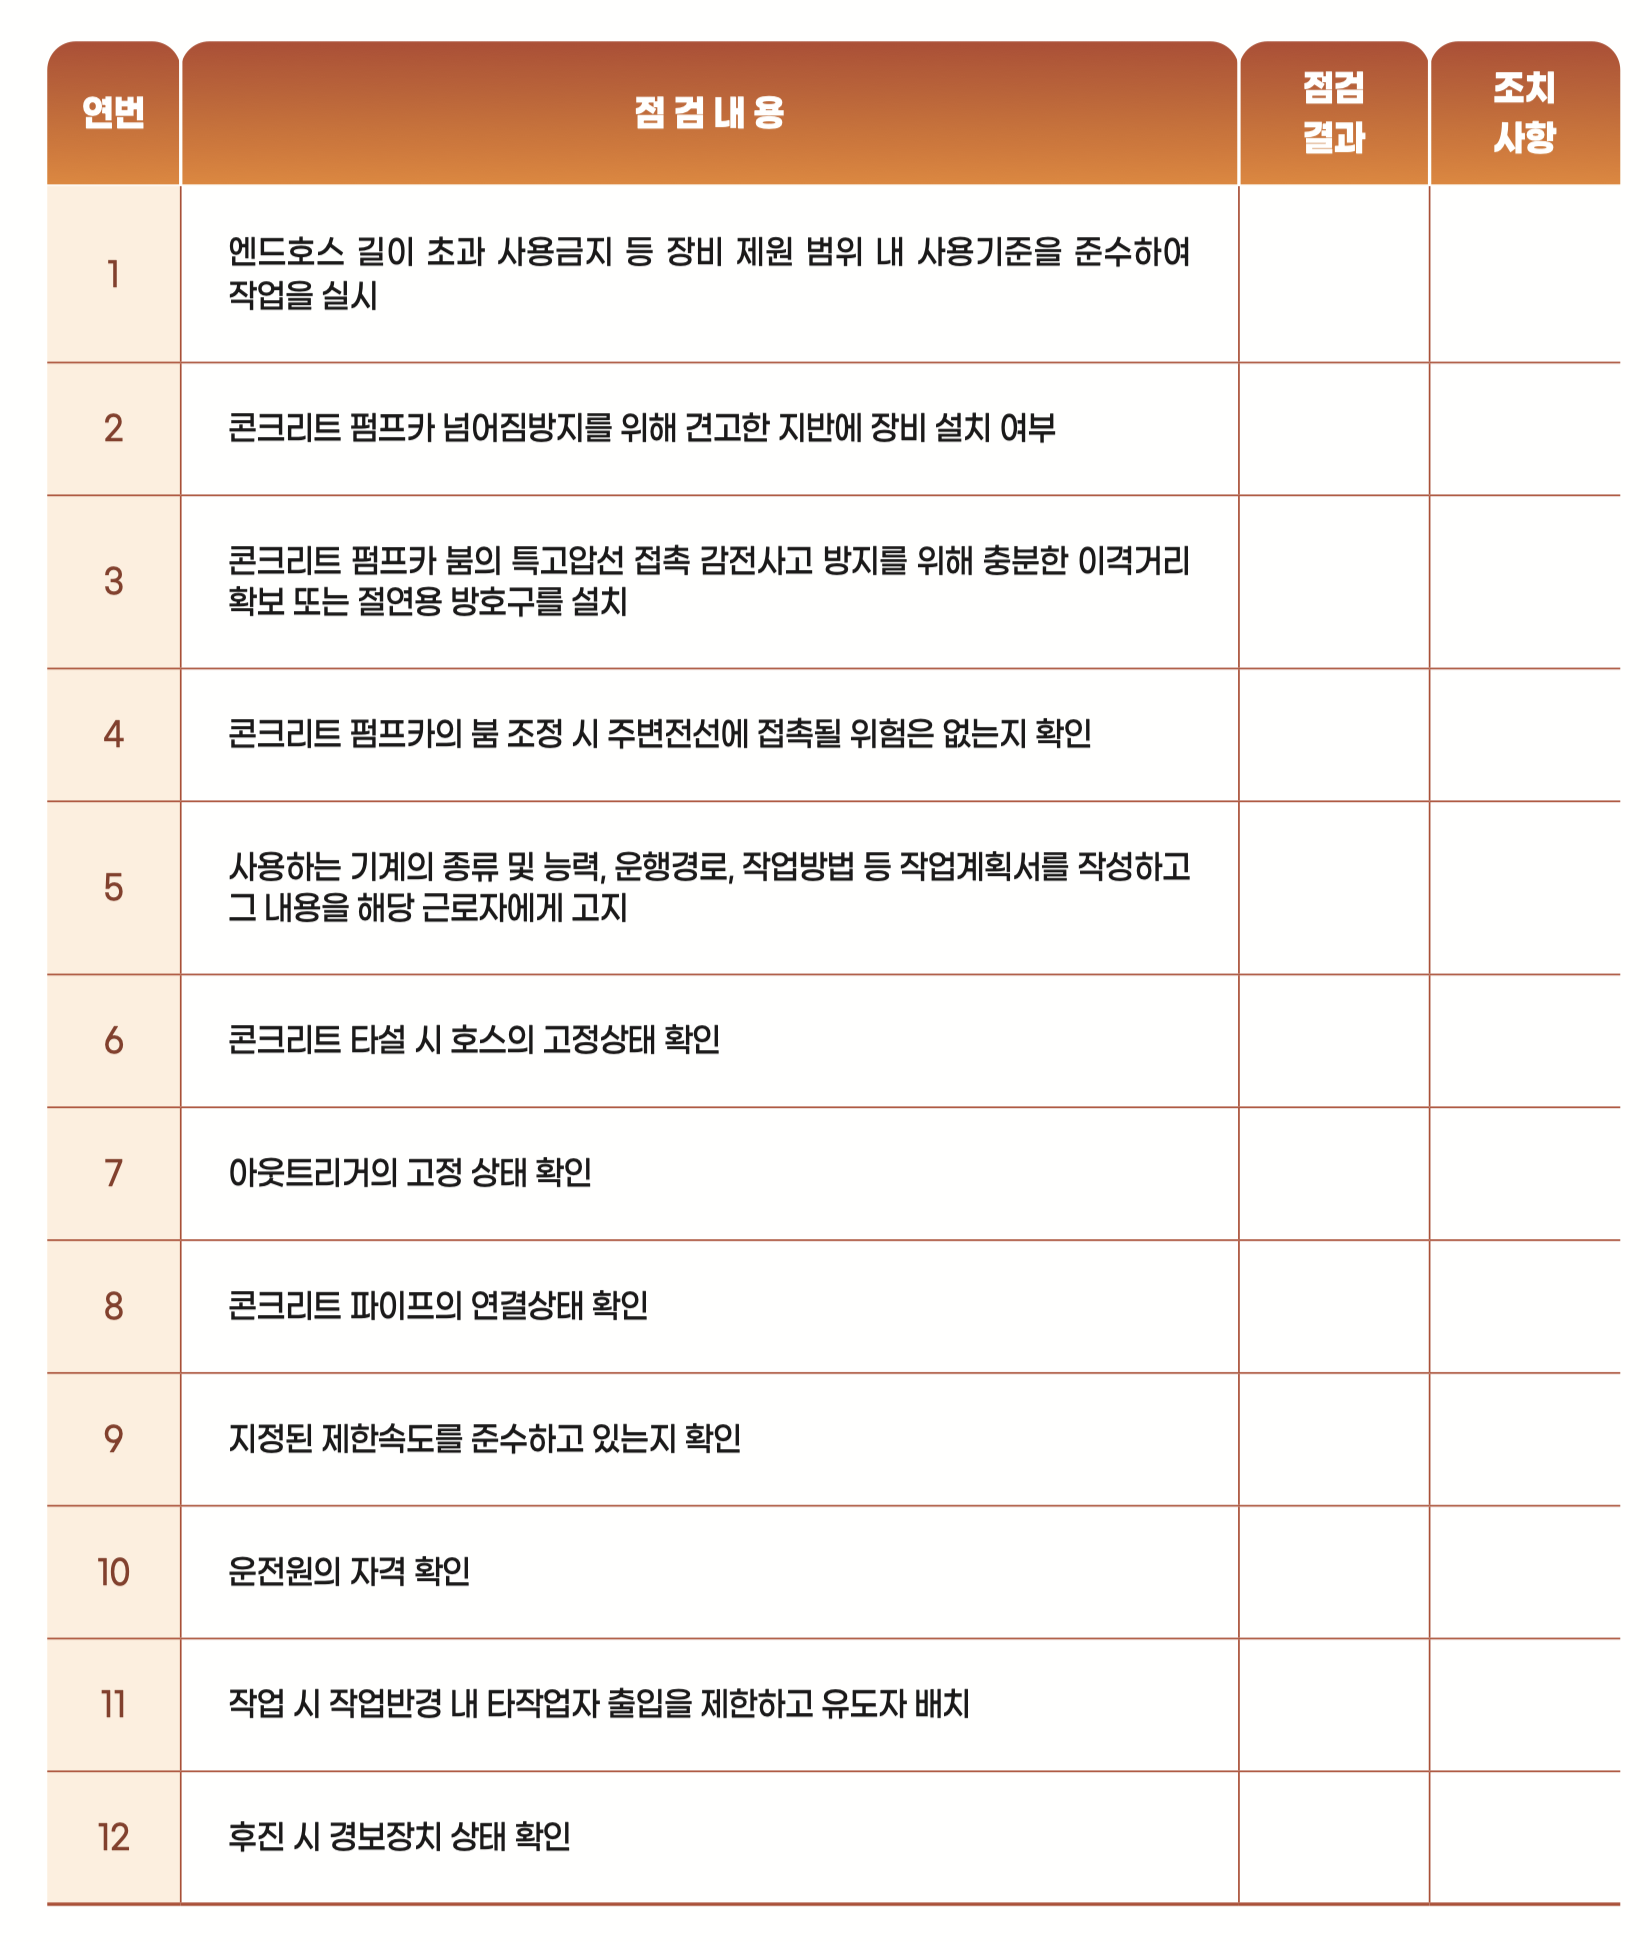 연번
점 검 내 용
점검
결과
조치
사항
1
엔드호스 길이 초과 사용금지 등 장비 제원 범위 내 사용기준을 준수하여
작업을 실시
2
콘크리트 펌프카 넘어짐방지를 위해 견고한 지반에 장비 설치 여부
3
콘크리트 펌프카 붐의 특고압선 접촉 감전사고 방지를 위해 충분한 이격거리
확보 또는 절연용 방호구를 설치
4
콘크리트 펌프카의 붐 조정 시 주변전선에 접촉될 위험은 없는지 확인
5
사용하는 기계의 종류 및 능력, 운행경로, 작업방법 등 작업계획서를 작성하고
그 내용을 해당 근로자에게 고지
6
콘크리트 타설 시 호스의 고정상태 확인
7
아웃트리거의 고정 상태 확인
8
콘크리트 파이프의 연결상태 확인
9
지정된 제한속도를 준수하고 있는지 확인
10
운전원의 자격 확인
11
작업 시 작업반경 내 타작업자 출입을 제한하고 유도자 배치
12
후진 시 경보장치 상태 확인